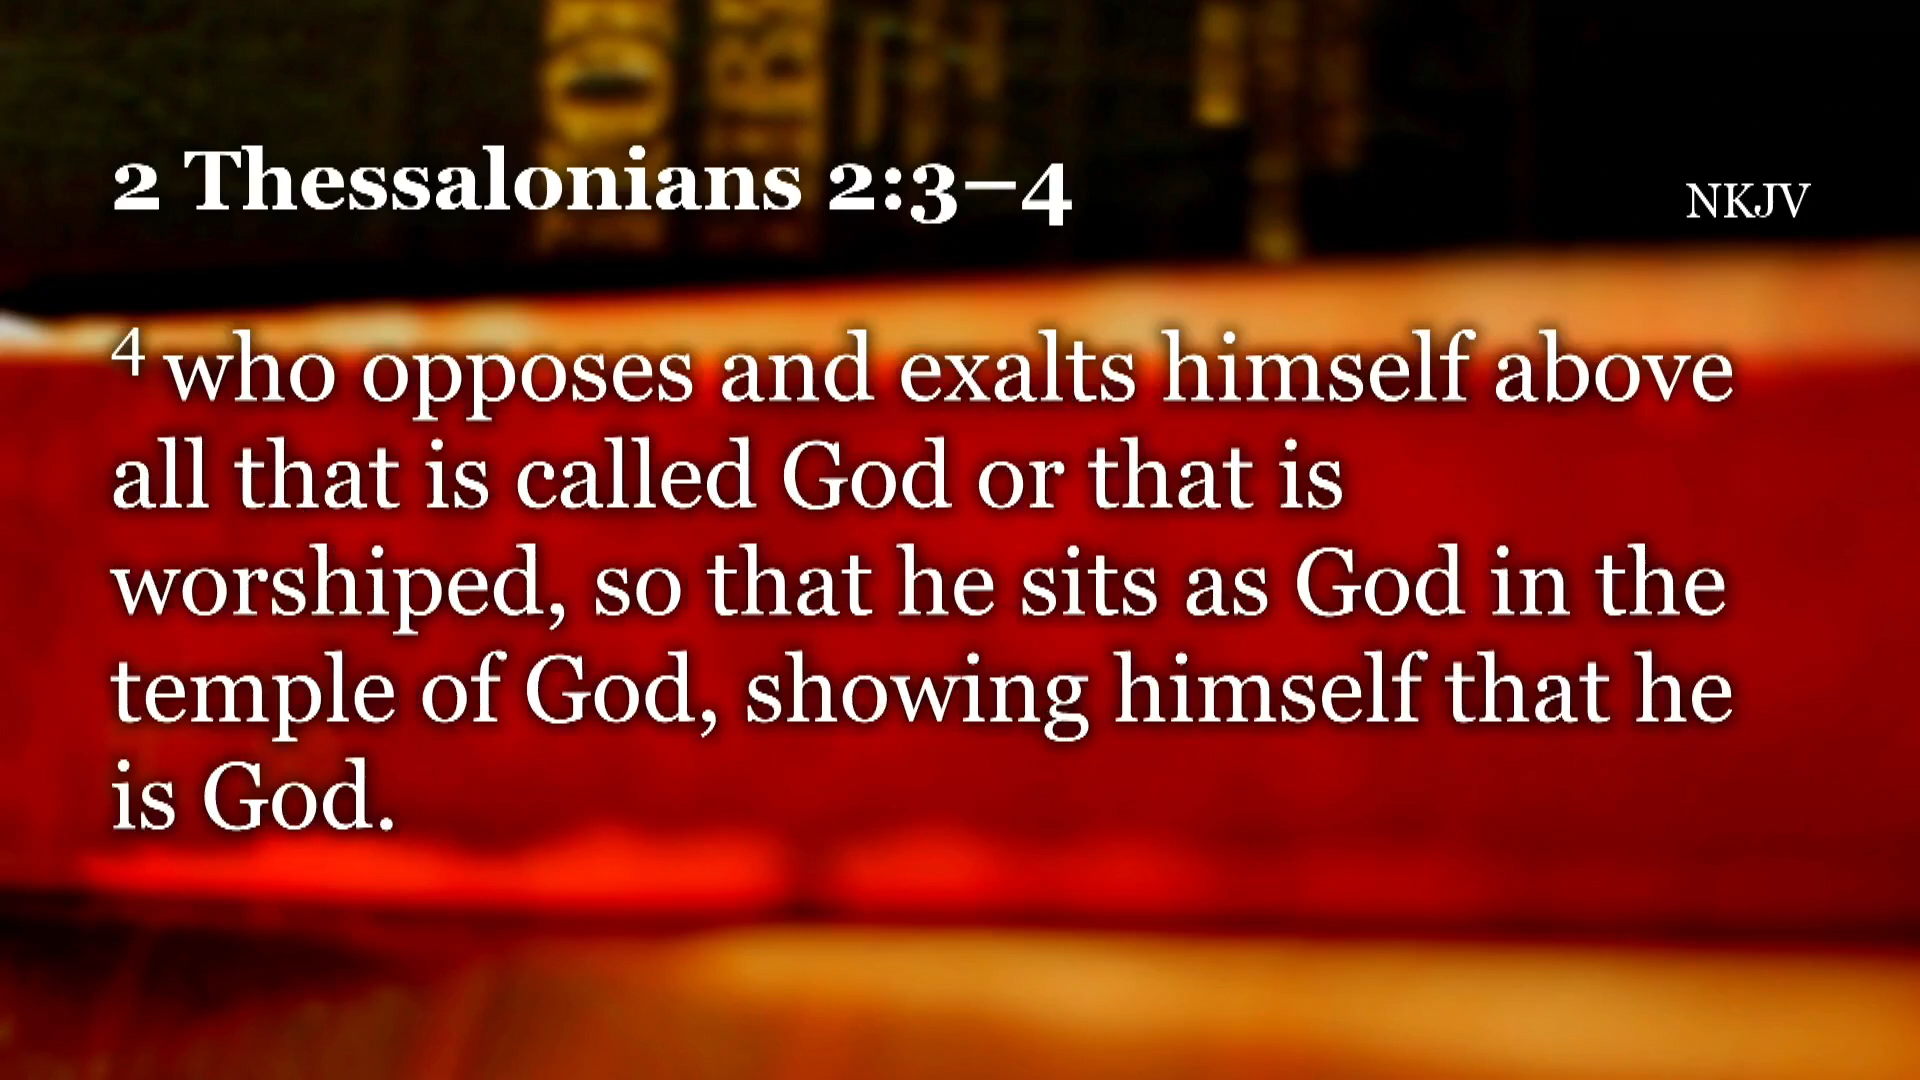 2 Thessalonians 2:3–4
NKJV
4 who opposes and exalts himself above
all that is called God or that is
worshiped, so that he sits as God in the
temple of God, showing himself that he
is God.